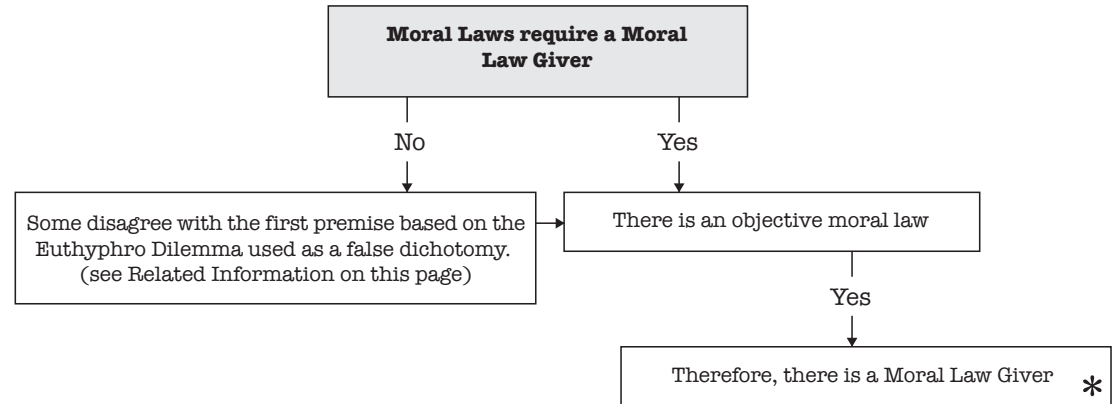 Moral Laws require a Moral
Law Giver
No
Yes
Some disagree with the first premise based on the
Euthyphro Dilemma used as a false dichotomy.
(see Related Information on this page)
There is an objective moral law
Yes
Therefore, there is a Moral Law Giver *